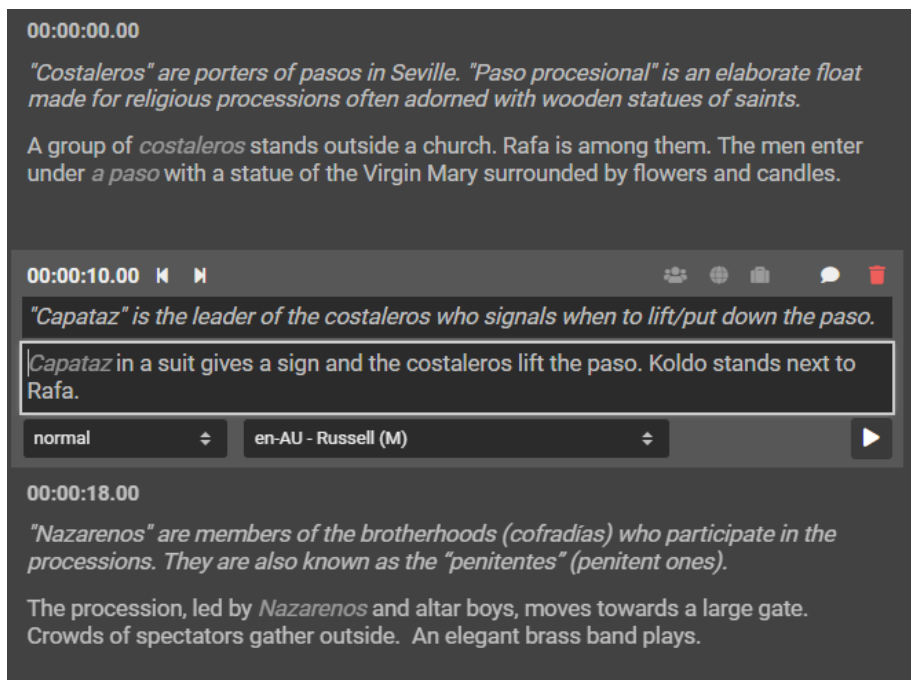 00:00:00.00
"Costaleros" are porters of pasos in Seville. "Paso procesional" is an elaborate float
made for religious processions often adorned with wooden statues of saints.
A group of costaleros stands outside a church. Rafa is among them. The men enter
under a paso with a statue of the Virgin Mary surrounded by flowers and candles.
00:00:10.00
"Capataz" is the leader of the costaleros who signals when to lift/put down the paso.
Capataz in a suit gives a sign and the costaleros lift the paso. Koldo stands next to
Rafa.
normal en-AU - Russell (M)
00:00:18.00
"Nazarenos" are members of the brotherhoods (cofradías) who participate in the
processions. They are also known as the “penitentes” (penitent ones).
The procession, led by Nazarenos and altar boys, moves towards a large gate.
Crowds of spectators gather outside.  An elegant brass band plays.